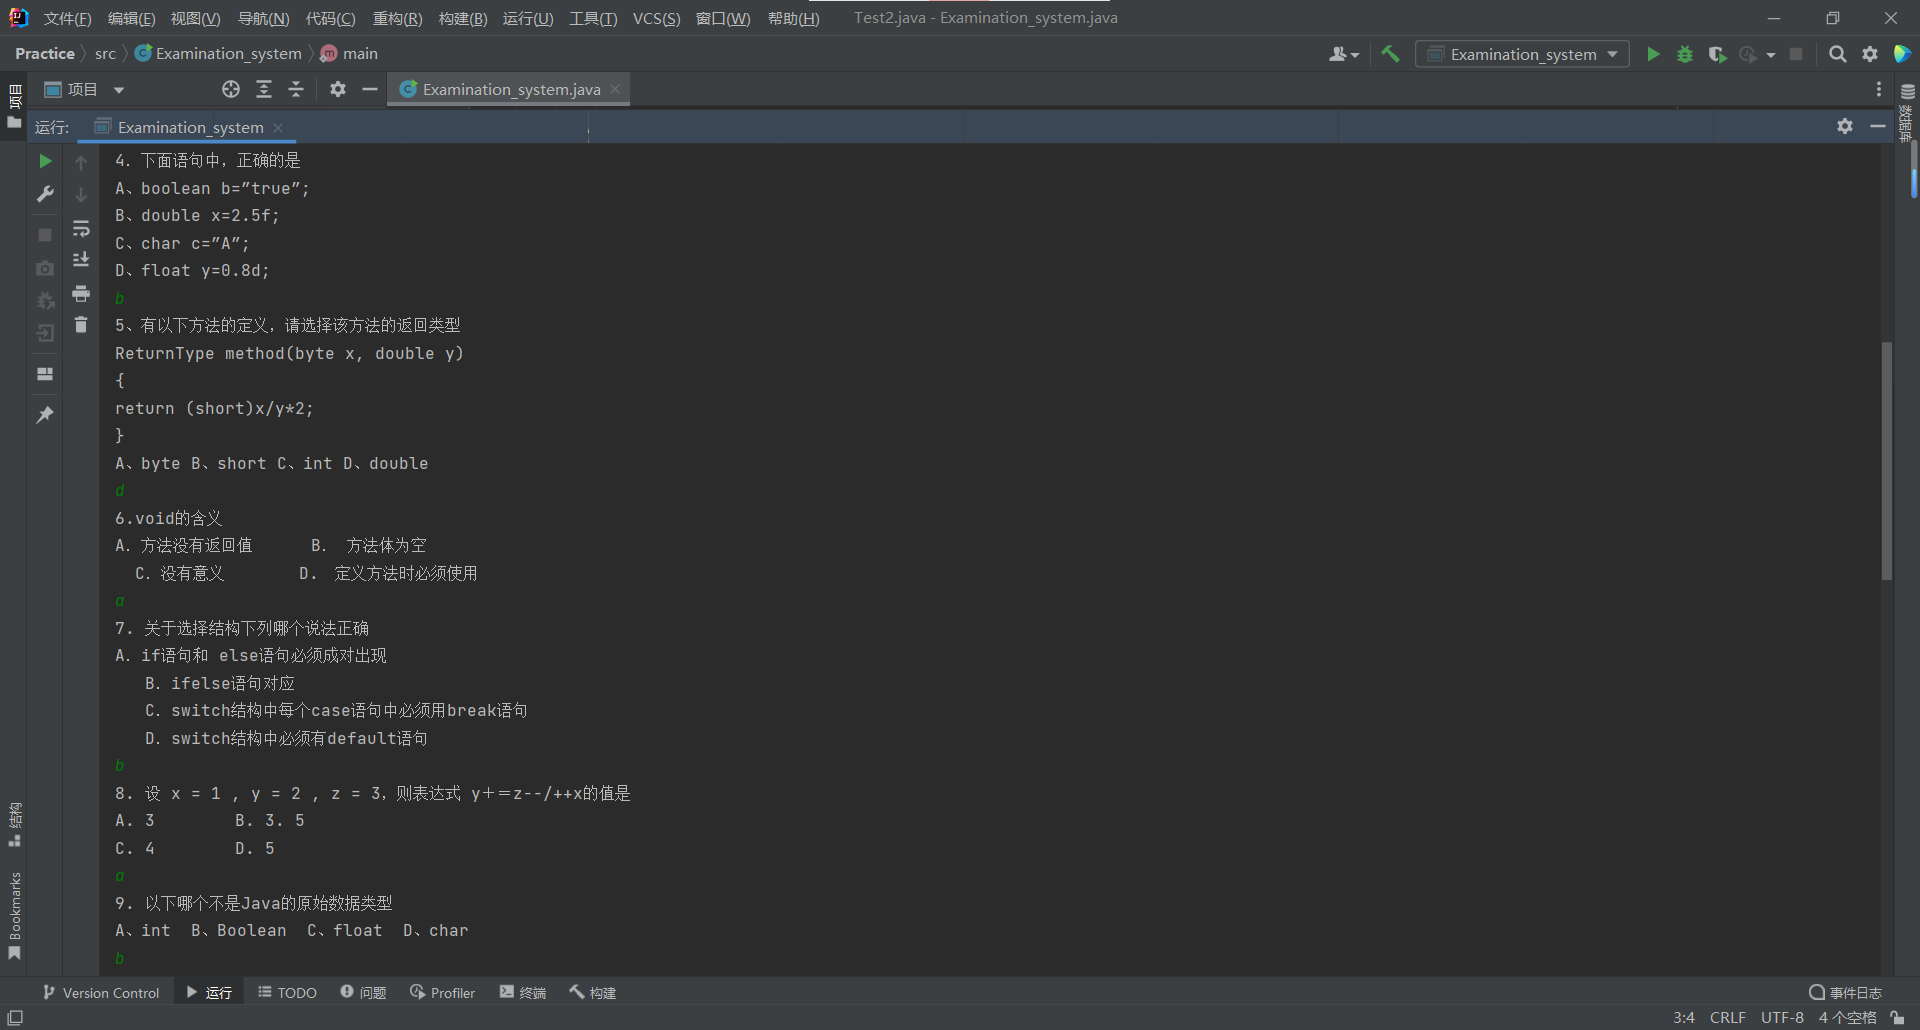 文件(F) 编辑(E) 视图(V) 导航(N) 代码(C) 重构(R) 构建(B) 运行(U) 工具(T) VCS(S) 窗口(W) 帮助(H) Test2.java - Examination_system.java
Practice src Examination_system main Examination_system
项目 Examination_system.java
项目
数据库
运行: Examination_system
4. 下面语句中，正确的是
A、boolean b=”true”;
B、double x=2.5f;
C、char c=”A”;
D、float y=0.8d;
b
5、有以下方法的定义，请选择该方法的返回类型
ReturnType method(byte x, double y)
{
return (short)x/y*2;
}
A、byte B、short C、int D、double
d
6.void的含义
A. 方法没有返回值 B. 方法体为空
C. 没有意义 D. 定义方法时必须使用
a
7. 关于选择结构下列哪个说法正确
A. if语句和 else语句必须成对出现
B. ifelse语句对应
C. switch结构中每个case语句中必须用break语句
D. switch结构中必须有default语句
b
8. 设 x = 1 , y = 2 , z = 3，则表达式 y＋＝z--/++x的值是
A. 3 B. 3. 5
C. 4 D. 5
a
9. 以下哪个不是Java的原始数据类型
A、int B、Boolean C、float D、char
b
结构
Bookmarks
Version Control 运行 TODO 问题 Profiler 终端 构建 事件日志
3:4 CRLF UTF-8 4 个空格